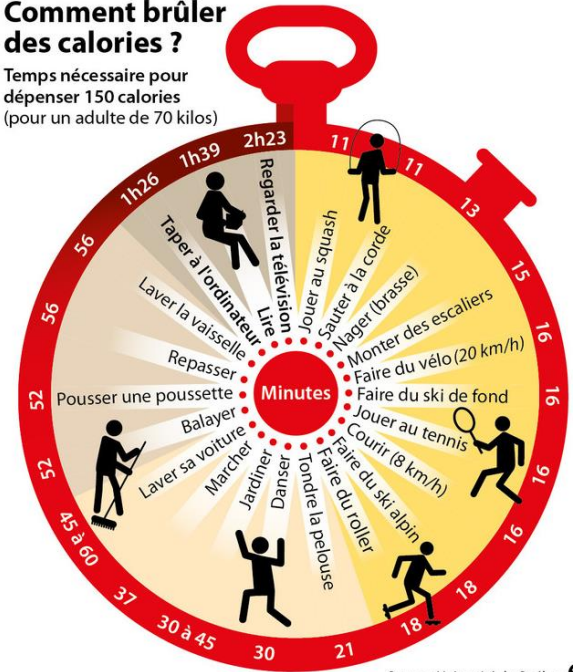 Comment brûler
des calories ?
Temps nécessaire pour
dépenser 150 calories
(pour un adulte de 70 kilos)
11
11
13
15
16
16
16
16
18
18
21
30
30 à 45
37
45 à 60
52
52
56
56
1h26
1h39
2h23
Jouer au squash
Sauter à la corde
Nager (brasse)
Monter des escaliers
Faire du vélo (20 km/h)
Faire du ski de fond
Jouer au tennis
Courir (8 km/h)
Faire du ski alpin
Faire du roller
Tondre la pelouse
Danser
Jardiner
Marcher
Laver sa voiture
Balayer
Pousser une poussette
Repasser
Laver la vaisselle
Taper à l'ordinateur
Lire
Regarder la télévision
Minutes